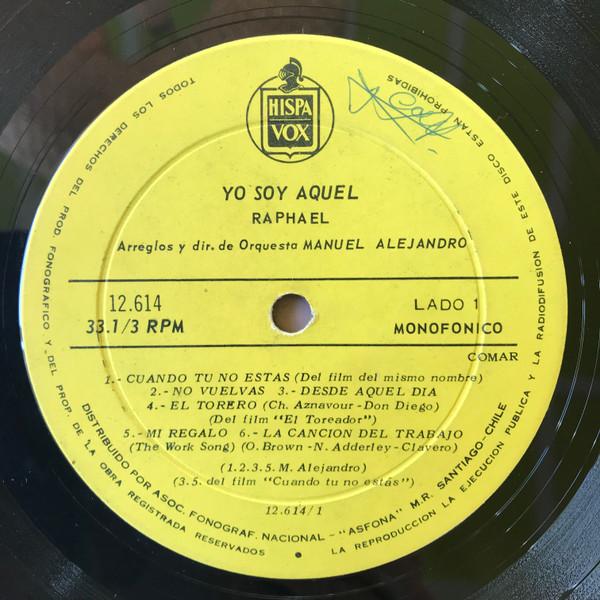 HISPA
VOX
YO SOY AQUEL
RAPHAEL
Arreglos y dir. de Orquesta MANUEL ALEJANDRO
12.614
LADO 1
33.1/3 RPM
MONOFONICO
COMAR
1.- CUANDO TU NO ESTAS (Del film del mismo nombre)
2.- NO VUELVAS 3.- DESDE AQUEL DIA
4.- EL TORERO (Ch. Aznavour -Don Diego)
(Del film "El Toreador")
5.- MI REGALO 6.- LA CANCION DEL TRABAJO
(The Work Song) (O. Brown -N. Adderley -Clavero)
(1.2.3.5. M. Alejandro)
(3.5. del film "Cuando tu no estás")
12.614/1
DISTRIBUIDO POR ASOC. FONOGRAF. NACIONAL - "ASFONA" M.R. SANTIAGO-CHILE
TODOS LOS DERECHOS DEL PROD. FONOGRAFICO Y DEL PROP. DE LA OBRA REGISTRADA RESERVADOS • LA REPRODUCCION LA EJECUCION PUBLICA Y LA RADIODIFUSION DE ESTE DISCO ESTAN PROHIBIDAS